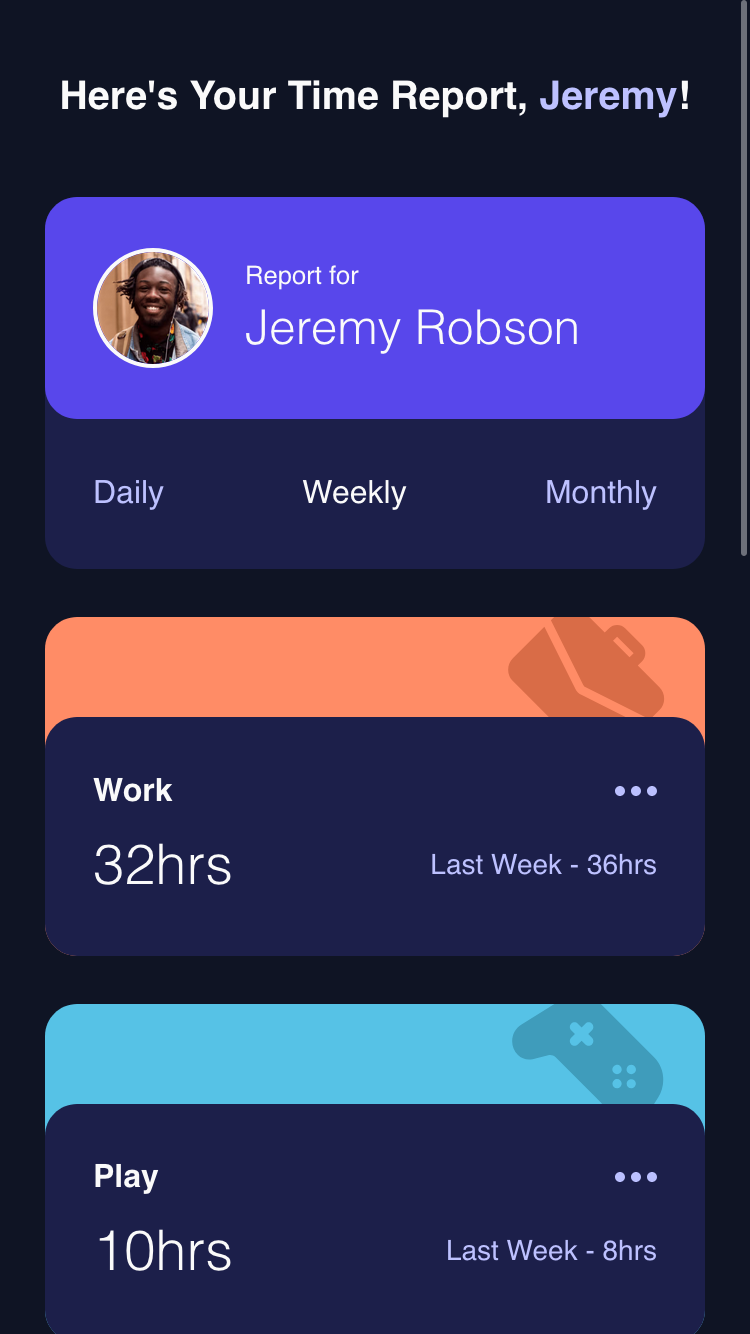 Here's Your Time Report, Jeremy!
Report for
Jeremy Robson
Daily Weekly Monthly
Work
32hrs Last Week - 36hrs
Play
10hrs Last Week - 8hrs